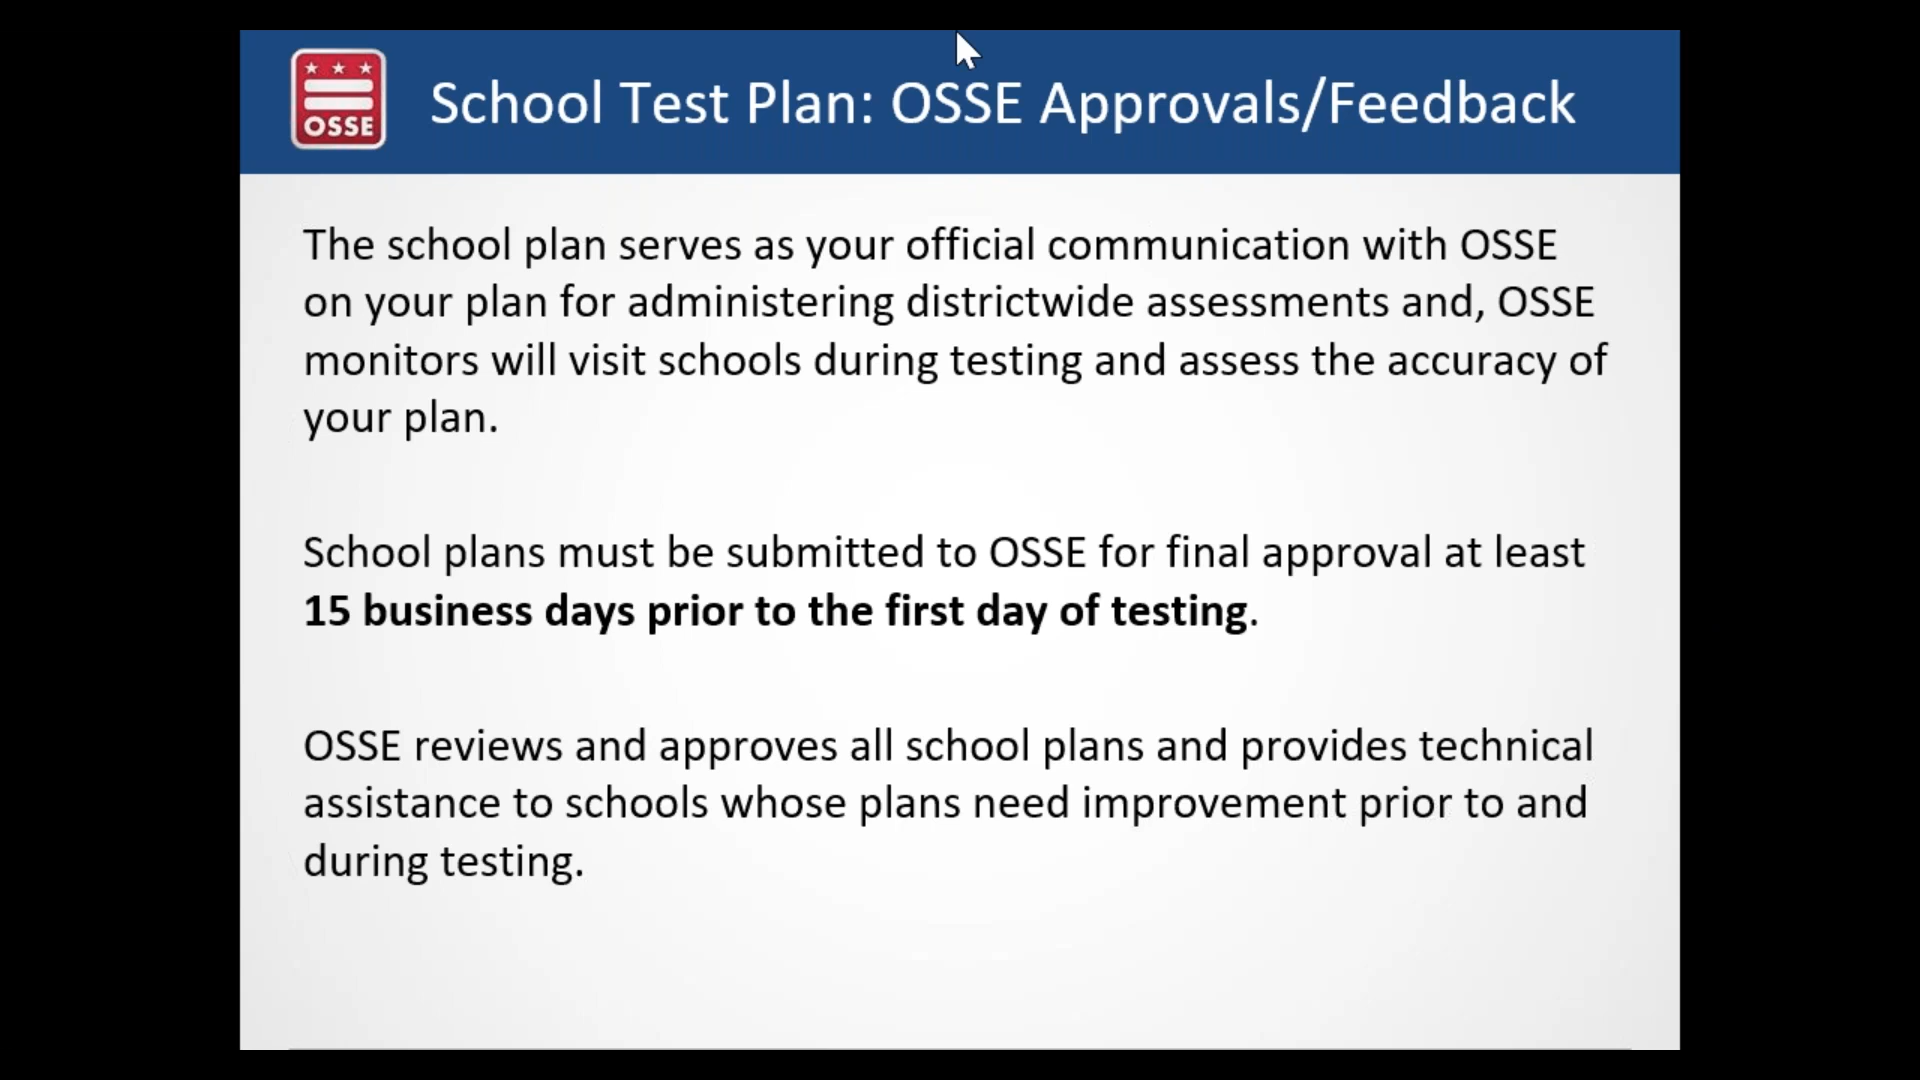 OSSE
School Test Plan: OSSE Approvals/Feedback
The school plan serves as your official communication with OSSE
on your plan for administering districtwide assessments and, OSSE
monitors will visit schools during testing and assess the accuracy of
your plan.
School plans must be submitted to OSSE for final approval at least
15 business days prior to the first day of testing.
OSSE reviews and approves all school plans and provides technical
assistance to schools whose plans need improvement prior to and
during testing.